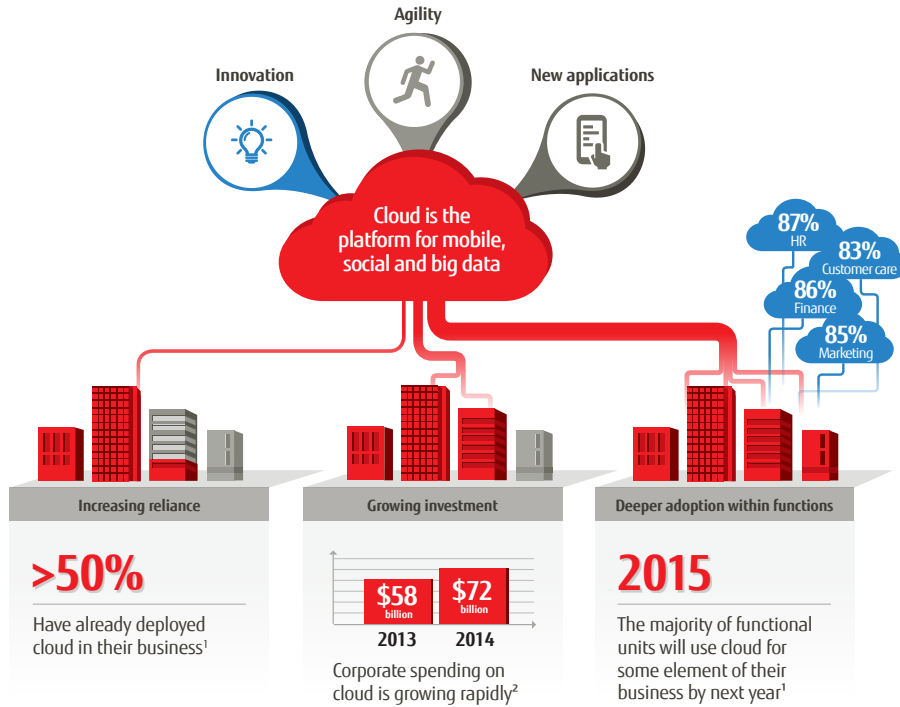 Agility
Innovation
New applications
Cloud is the
platform for mobile,
social and big data
87%
HR
83%
Customer care
86%
Finance
85%
Marketing
Increasing reliance
>50%
Have already deployed
cloud in their business¹
Growing investment
$58
billion
2013
$72
billion
2014
Corporate spending on
cloud is growing rapidly²
Deeper adoption within functions
2015
The majority of functional
units will use cloud for
some element of their
business by next year¹